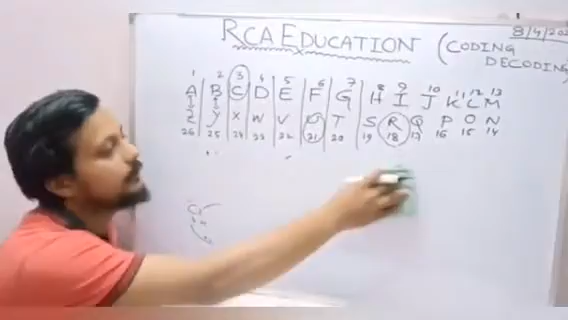 8/4/202
RCA EDUCATION (CODING
DECODING)
1 2 3 4 5 6 7 8 9 10 11 12 13
A B C D E F G H I J K L M
Z Y X W V U T S R Q P O N
26 25 24 23 22 21 20 19 18 17 16 15 14